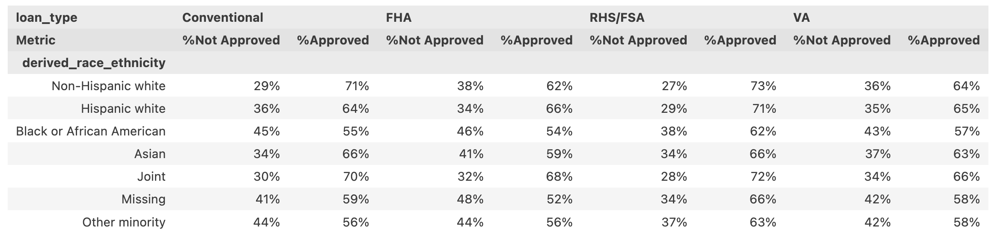 loan_type Conventional FHA RHS/FSA VA
Metric %Not Approved %Approved %Not Approved %Approved %Not Approved %Approved %Not Approved %Approved
derived_race_ethnicity
Non-Hispanic white 29% 71% 38% 62% 27% 73% 36% 64%
Hispanic white 36% 64% 34% 66% 29% 71% 35% 65%
Black or African American 45% 55% 46% 54% 38% 62% 43% 57%
Asian 34% 66% 41% 59% 34% 66% 37% 63%
Joint 30% 70% 32% 68% 28% 72% 34% 66%
Missing 41% 59% 48% 52% 34% 66% 42% 58%
Other minority 44% 56% 44% 56% 37% 63% 42% 58%